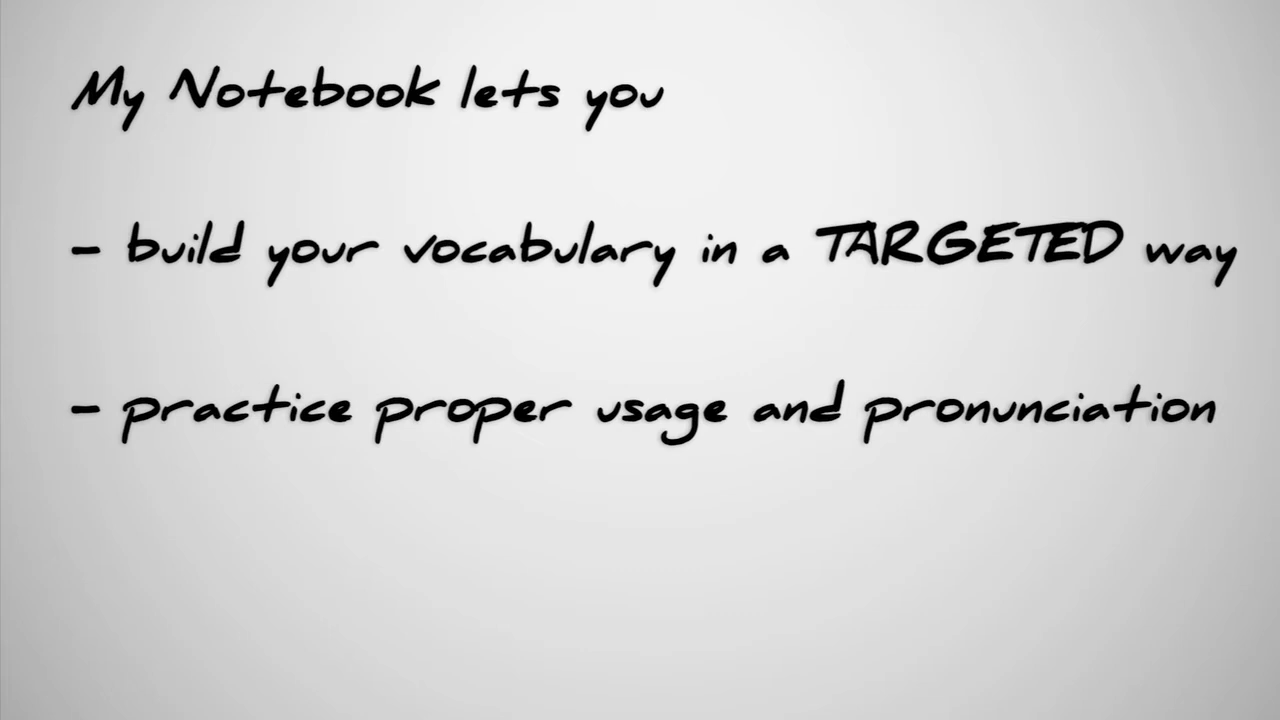 My Notebook lets you
- build your vocabulary in a TARGETED way
- practice proper usage and pronunciation